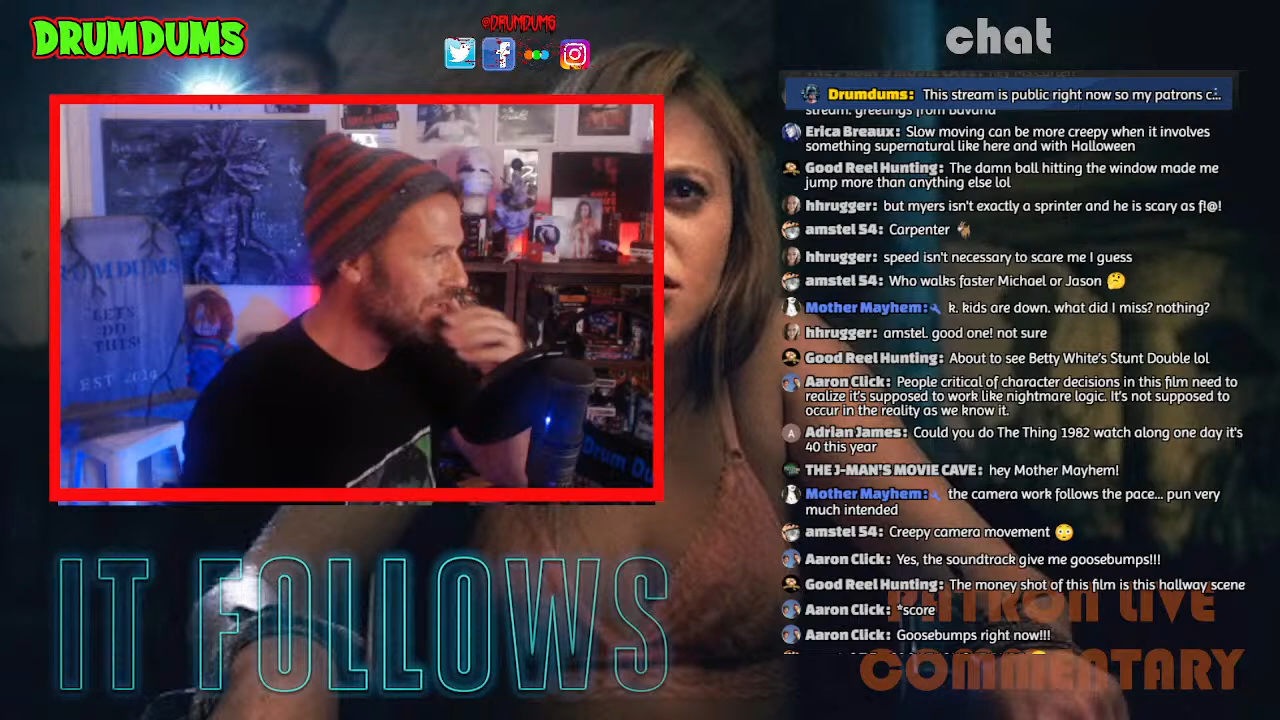 DRUMDUMS
@DRUMDUMS
chat
Drumdums: This stream is public right now so my patrons c...
stream. greetings from bavaria
Erica Breaux: Slow moving can be more creepy when it involves
something supernatural like here and with Halloween
Good Reel Hunting: The damn ball hitting the window made me
jump more than anything else lol
hhrugger: but myers isn't exactly a sprinter and he is scary as f!@!
amstel 54: Carpenter 🐐
hhrugger: speed isn't necessary to scare me I guess
amstel 54: Who walks faster Michael or Jason 🤔
Mother Mayhem: k. kids are down. what did I miss? nothing?
hhrugger: amstel. good one! not sure
Good Reel Hunting: About to see Betty White's Stunt Double lol
Aaron Click: People critical of character decisions in this film need to
realize it's supposed to work like nightmare logic. It's not supposed to
occur in the reality as we know it.
A
Adrian James: Could you do The Thing 1982 watch along one day it's
40 this year
THE J-MAN'S MOVIE CAVE: hey Mother Mayhem!
Mother Mayhem: the camera work follows the pace... pun very
much intended
amstel 54: Creepy camera movement 😳
Aaron Click: Yes, the soundtrack give me goosebumps!!!
Good Reel Hunting: The money shot of this film is this hallway scene
Aaron Click: *score
Aaron Click: Goosebumps right now!!!
DRUMDUMS
LET'S
DO
THIS!
EST 2014
Drum Du
IT FOLLOWS
PATRON LIVE
COMMENTARY